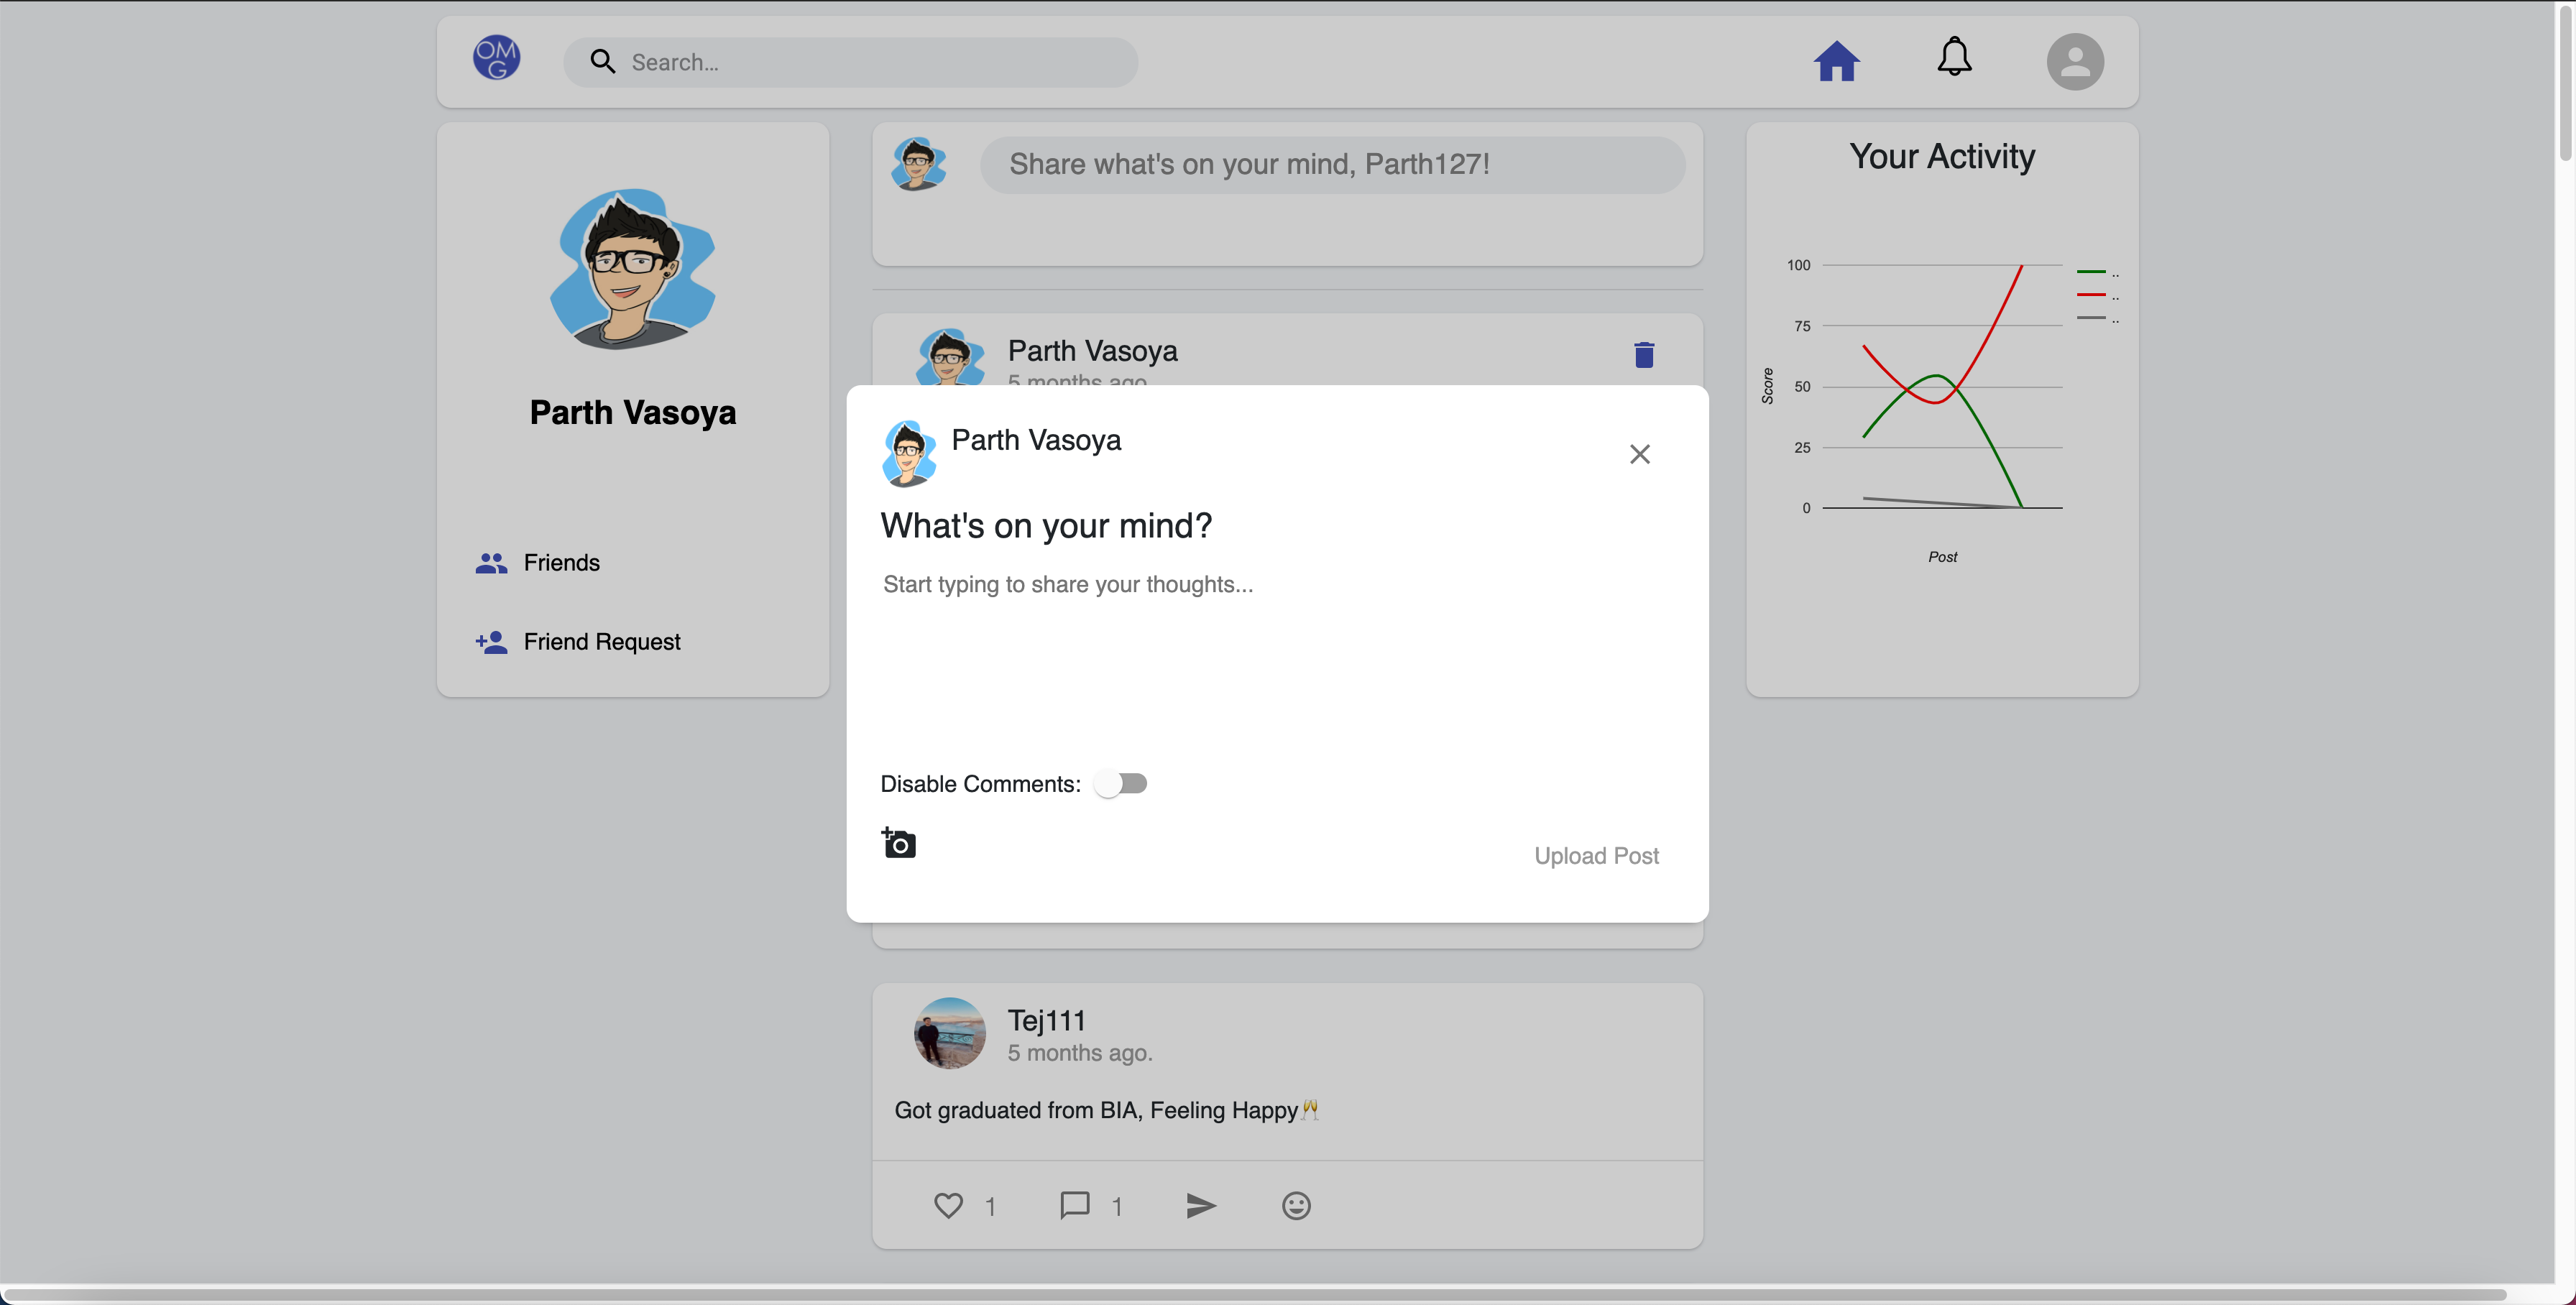 OM
G
Search...
Parth Vasoya
Friends
Friend Request
Share what's on your mind, Parth127!
Parth Vasoya
5 months ago
Parth Vasoya
What's on your mind?
Start typing to share your thoughts...
Disable Comments:
Upload Post
Tej111
5 months ago.
Got graduated from BIA, Feeling Happy🥂
1
1
Your Activity
100
75
50
25
0
Score
Post
..
..
..